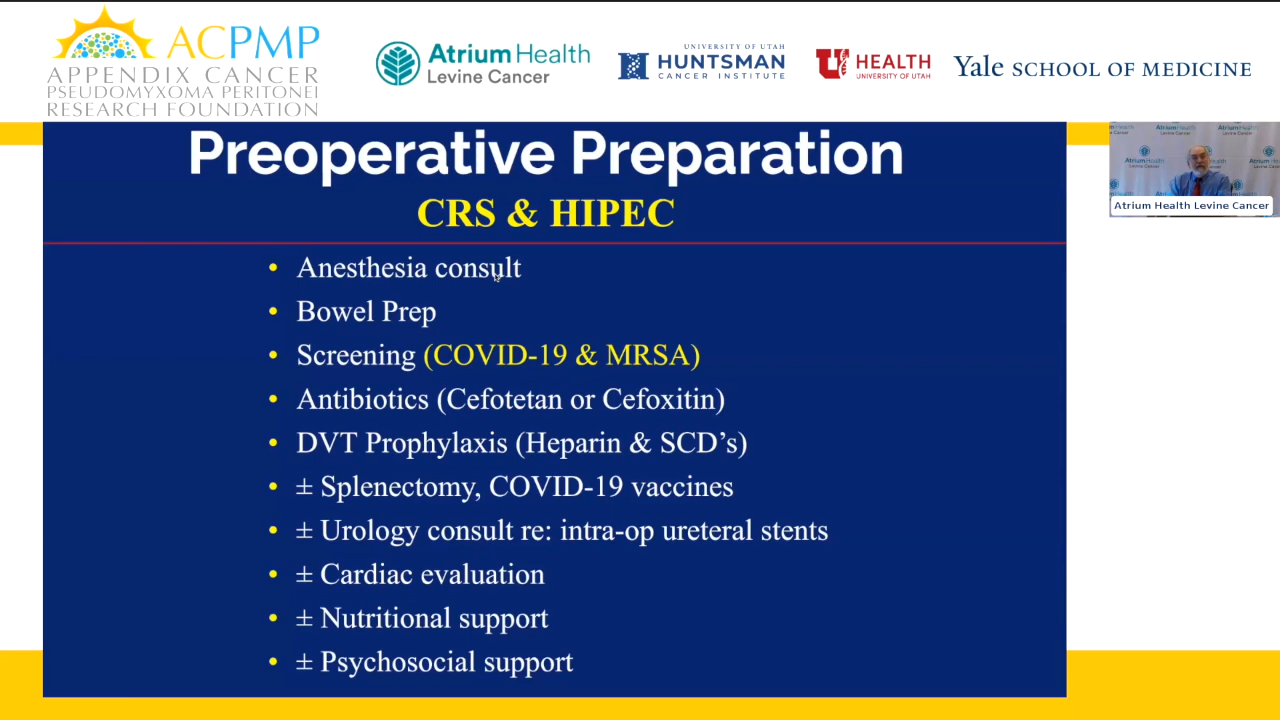 ACPMP
APPENDIX CANCER
PSEUDOMYXOMA PERITONEI
RESEARCH FOUNDATION
Atrium Health
Levine Cancer
UNIVERSITY OF UTAH
HUNTSMAN
CANCER INSTITUTE
U HEALTH
UNIVERSITY OF UTAH
Yale SCHOOL OF MEDICINE
Preoperative Preparation
CRS & HIPEC
• Anesthesia consult
• Bowel Prep
• Screening (COVID-19 & MRSA)
• Antibiotics (Cefotetan or Cefoxitin)
• DVT Prophylaxis (Heparin & SCD’s)
• ± Splenectomy, COVID-19 vaccines
• ± Urology consult re: intra-op ureteral stents
• ± Cardiac evaluation
• ± Nutritional support
• ± Psychosocial support
AtriumHealth
Levine Cancer
Atrium Health Levine Cancer